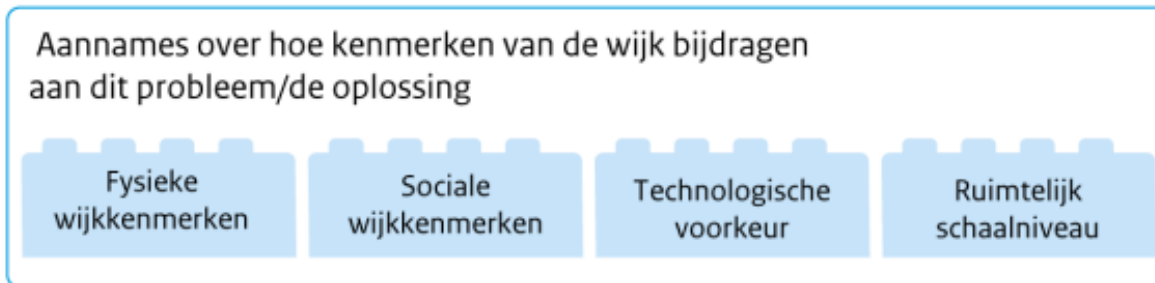 Aannames over hoe kenmerken van de wijk bijdragen
aan dit probleem/de oplossing
Fysieke
wijkkenmerken
Sociale
wijkkenmerken
Technologische
voorkeur
Ruimtelijk
schaalniveau